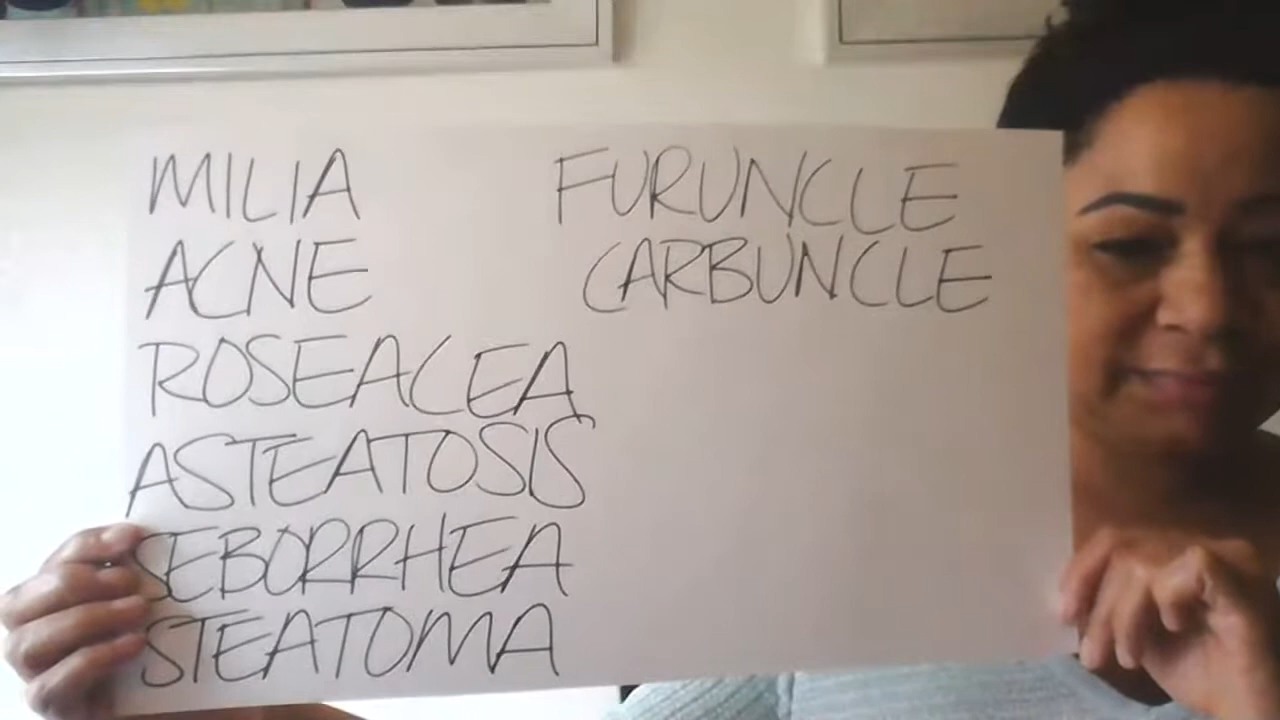 MILIA
ACNE
ROSEACEA
ASTEATOSIS
SEBORRHEA
STEATOMA
FURUNCLE
CARBUNCLE